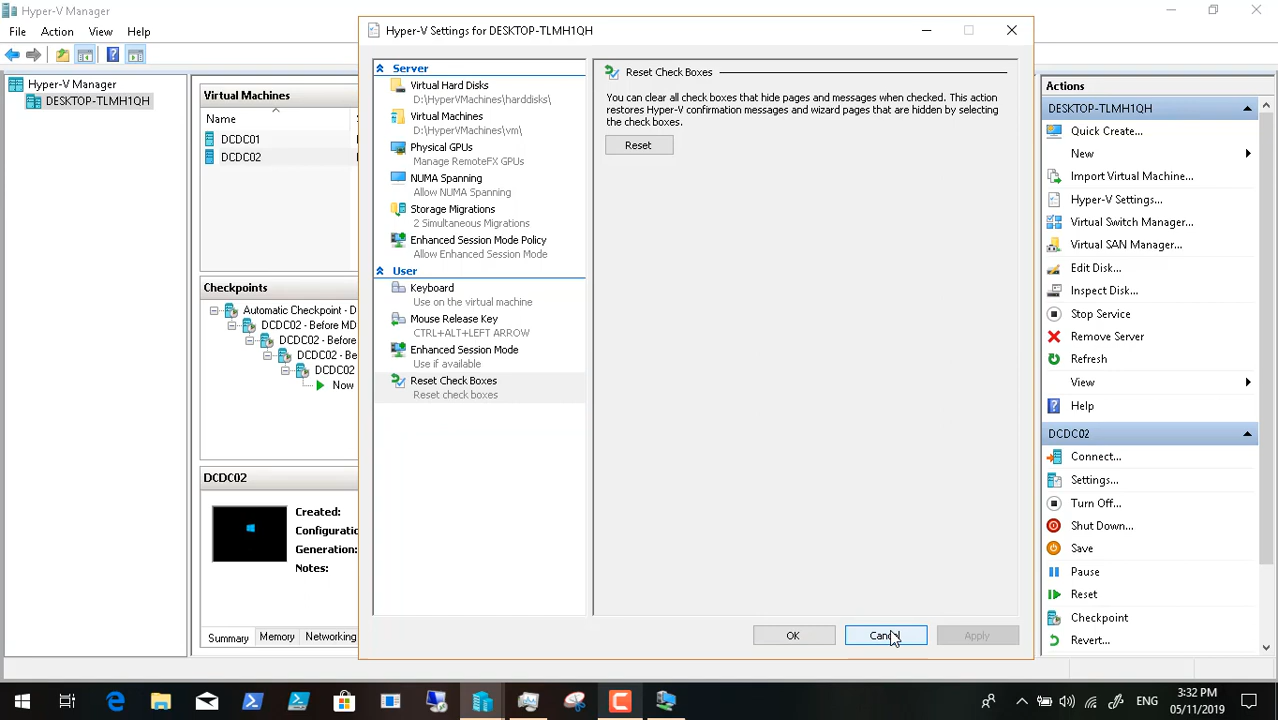 Hyper-V Manager
File Action View Help
Hyper-V Manager
DESKTOP-TLMH1QH
Virtual Machines
Name
DCDC01
DCDC02
Checkpoints
Automatic Checkpoint - D
DCDC02 - Before MD
DCDC02 - Before
DCDC02 - Be
DCDC02
Now
DCDC02
Created:
Configuratio
Generation:
Notes:
Summary Memory Networking
Hyper-V Settings for DESKTOP-TLMH1QH
Server
Virtual Hard Disks
D:\HyperVMachines\harddisks\
Virtual Machines
D:\HyperVMachines\vm\
Physical GPUs
Manage RemoteFX GPUs
NUMA Spanning
Allow NUMA Spanning
Storage Migrations
2 Simultaneous Migrations
Enhanced Session Mode Policy
Allow Enhanced Session Mode
User
Keyboard
Use on the virtual machine
Mouse Release Key
CTRL+ALT+LEFT ARROW
Enhanced Session Mode
Use if available
Reset Check Boxes
Reset check boxes
Reset Check Boxes
You can clear all check boxes that hide pages and messages when checked. This action
restores Hyper-V confirmation messages and wizard pages that are hidden by selecting
the check boxes.
Reset
OK Cancel Apply
Actions
DESKTOP-TLMH1QH
Quick Create...
New
Import Virtual Machine...
Hyper-V Settings...
Virtual Switch Manager...
Virtual SAN Manager...
Edit Disk...
Inspect Disk...
Stop Service
Remove Server
Refresh
View
Help
DCDC02
Connect...
Settings...
Turn Off...
Shut Down...
Save
Pause
Reset
Checkpoint
Revert...
ENG
3:32 PM
05/11/2019